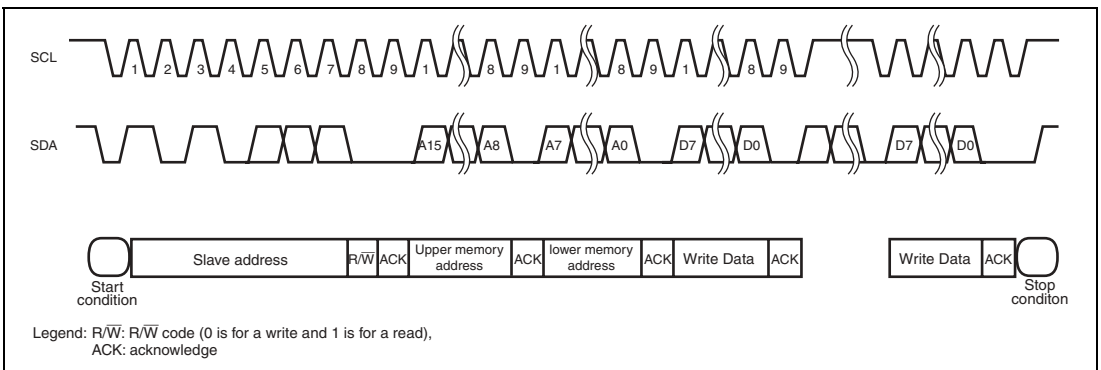 SCL
1 2 3 4 5 6 7 8 9 1 8 9 1 8 9 1 8 9
SDA
A15 A8 A7 A0 D7 D0 D7 D0
Slave address R/W̅ ACK Upper memory address ACK lower memory address ACK Write Data ACK Write Data ACK
Start condition
Stop conditon
Legend: R/W̅: R/W̅ code (0 is for a write and 1 is for a read),
ACK: acknowledge